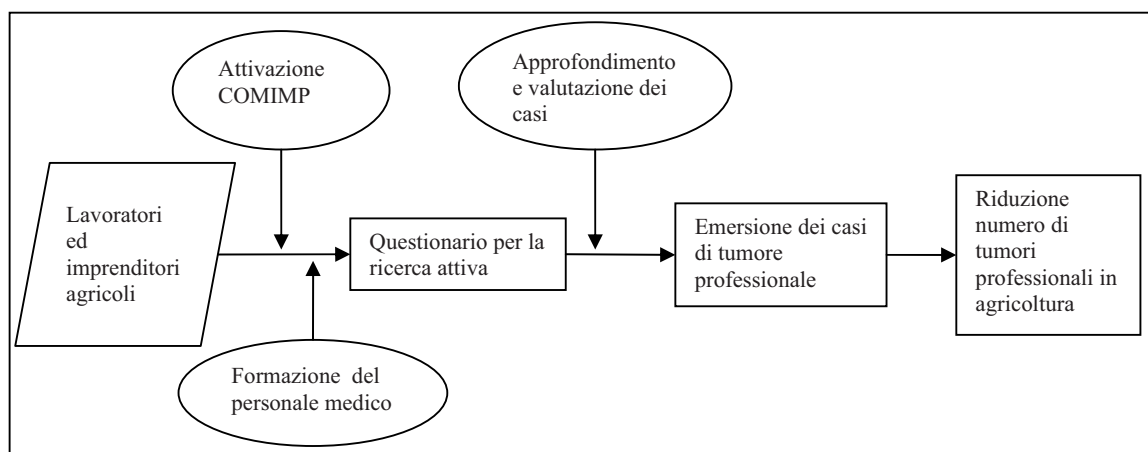 Attivazione
COMIMP
Approfondimento
e valutazione dei
casi
Lavoratori
ed
imprenditori
agricoli
Questionario per la
ricerca attiva
Emersione dei casi
di tumore
professionale
Riduzione
numero di
tumori
professionali in
agricoltura
Formazione del
personale medico